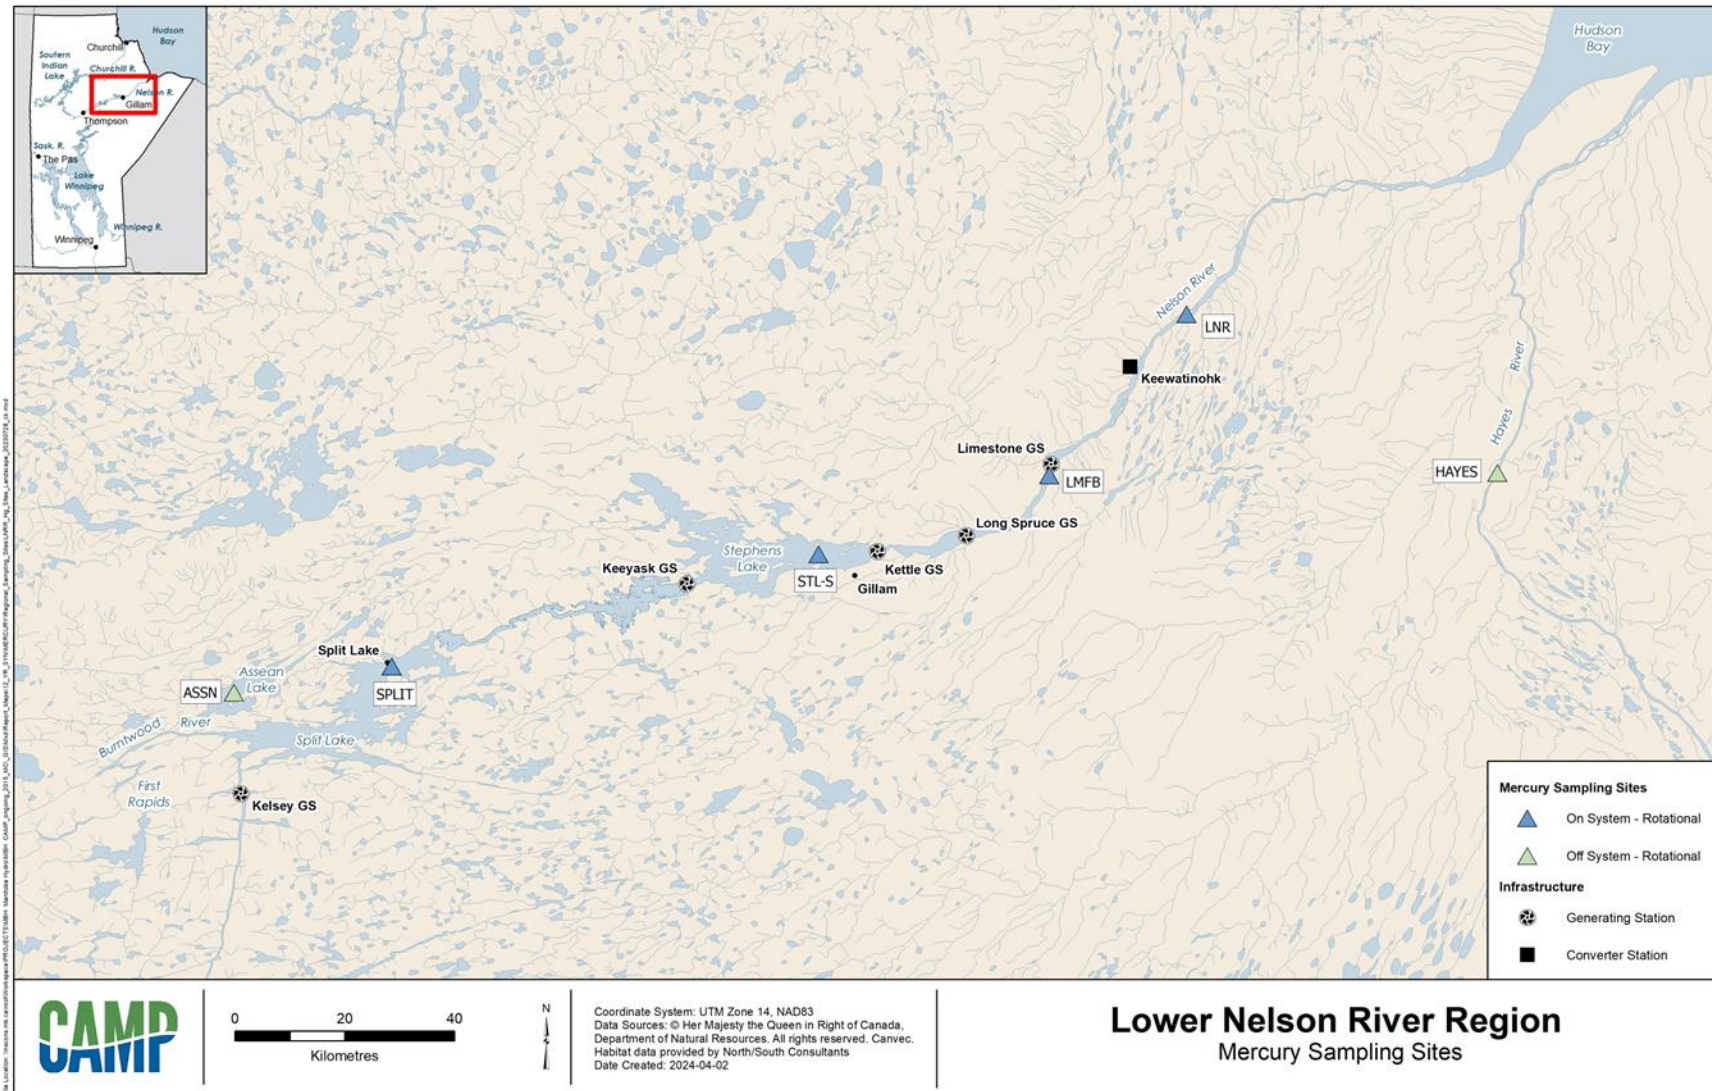 Hudson
Bay
Churchill
Soutern
Indian
Lake
Churchill R.
Nelson R.
Gillam
Thompson
Sask. R.
The Pas
Lake
Winnipeg
Winnipeg R.
Winnipeg
Hudson
Bay
Nelson River
LNR
Keewatinohk
Hayes River
Limestone GS
LMFB
HAYES
Long Spruce GS
Stephens
Lake
Keeyask GS
Kettle GS
STL-S
Gillam
Split Lake
Assean
Lake
ASSN
SPLIT
Burntwood River
Split Lake
First
Rapids
Kelsey GS
Mercury Sampling Sites
On System - Rotational
Off System - Rotational
Infrastructure
Generating Station
Converter Station
CAMP
0 20 40
Kilometres
N
Coordinate System: UTM Zone 14, NAD83
Data Sources: © Her Majesty the Queen in Right of Canada,
Department of Natural Resources. All rights reserved. Canvec.
Habitat data provided by North/South Consultants
Date Created: 2024-04-02
Lower Nelson River Region
Mercury Sampling Sites